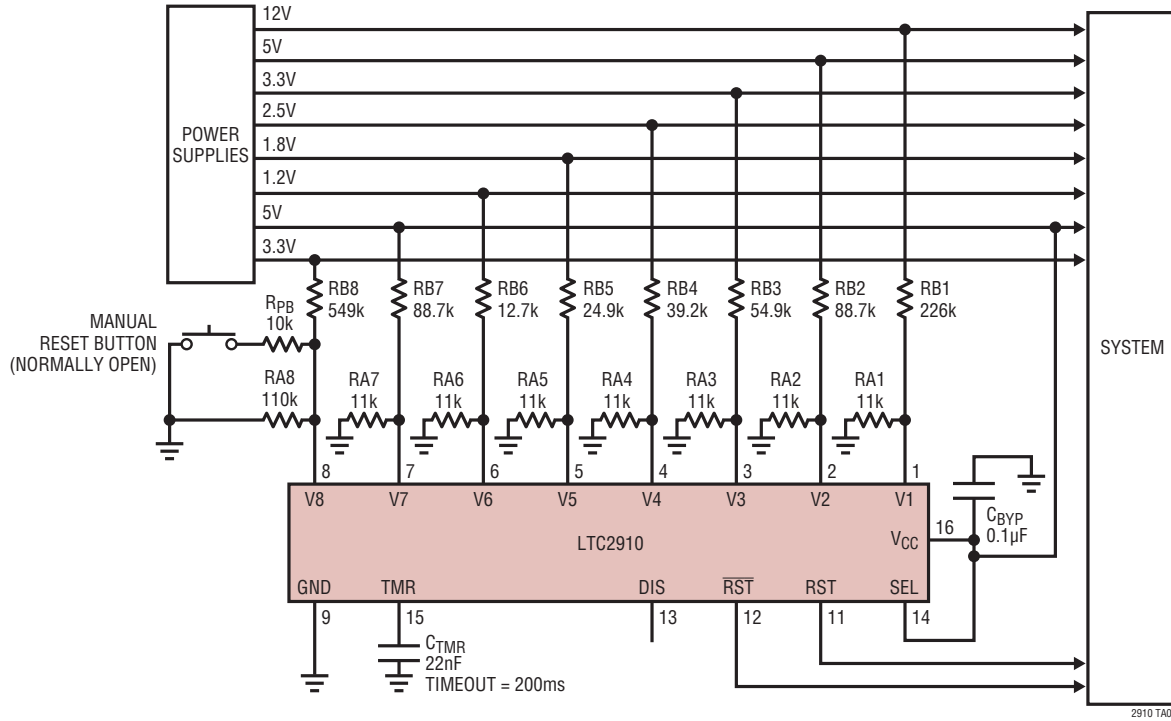 12V
5V
3.3V
2.5V
1.8V
1.2V
5V
3.3V
POWER
SUPPLIES
SYSTEM
MANUAL
RESET BUTTON
(NORMALLY OPEN)
RPB
10k
RB8
549k
RB7
88.7k
RB6
12.7k
RB5
24.9k
RB4
39.2k
RB3
54.9k
RB2
88.7k
RB1
226k
RA8
110k
RA7
11k
RA6
11k
RA5
11k
RA4
11k
RA3
11k
RA2
11k
RA1
11k
8 7 6 5 4 3 2 1
V8 V7 V6 V5 V4 V3 V2 V1
LTC2910
VCC
16
CBYP
0.1µF
GND TMR DIS R̅S̅T̅ RST SEL
9 15 13 12 11 14
CTMR
22nF
TIMEOUT = 200ms